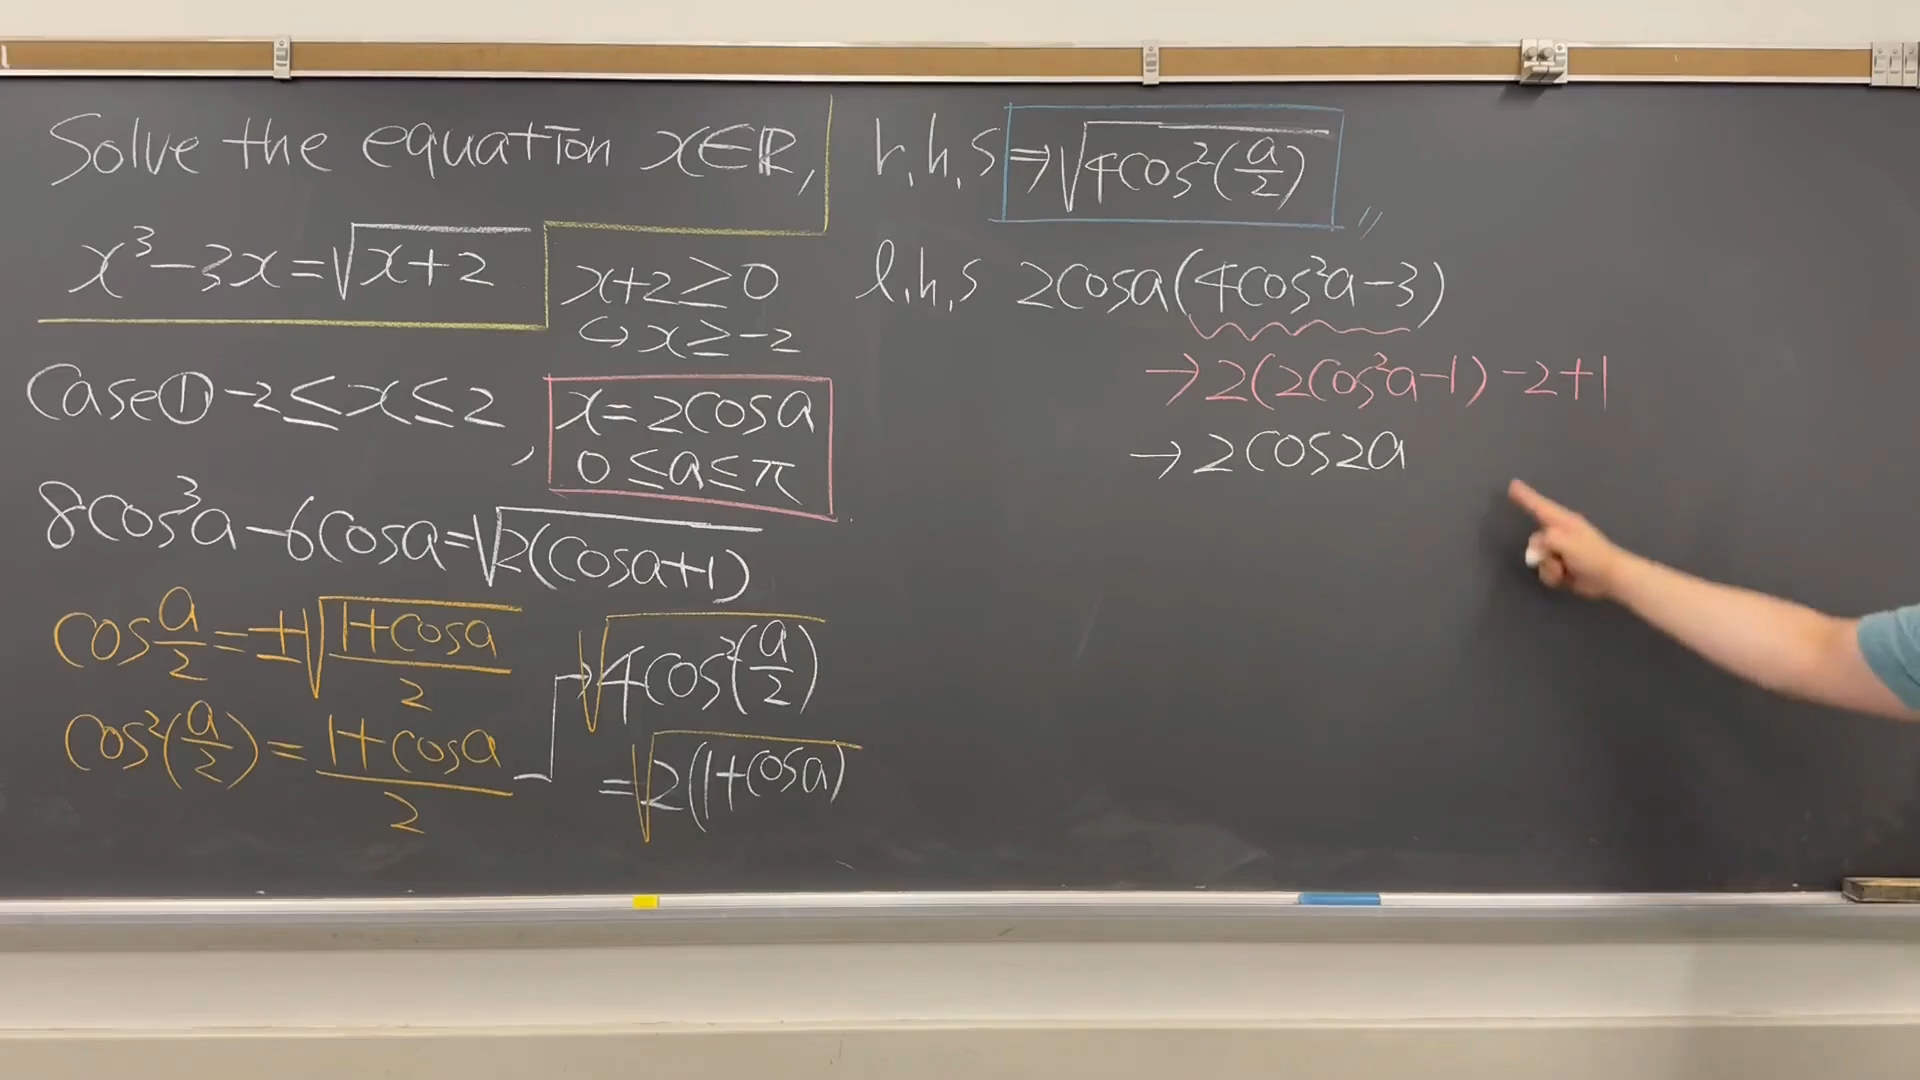 Solve the equation x∈ℝ,
x³-3x=√(x+2)
x+2≥0
↪x≥-2
Case① -2≤x≤2,
x=2cosa
0≤a≤π
8cos³a-6cosa=√(2(cosa+1))
cos a/2=±√((1+cosa)/2)
cos²(a/2)=(1+cosa)/2
→√(4cos²(a/2))
=√(2(1+cosa))
r.h.s ⇒√(4cos²(a/2))
l.h.s 2cosa(4cos²a-3)
→2(2cos²a-1)-2+1
→2cos2a